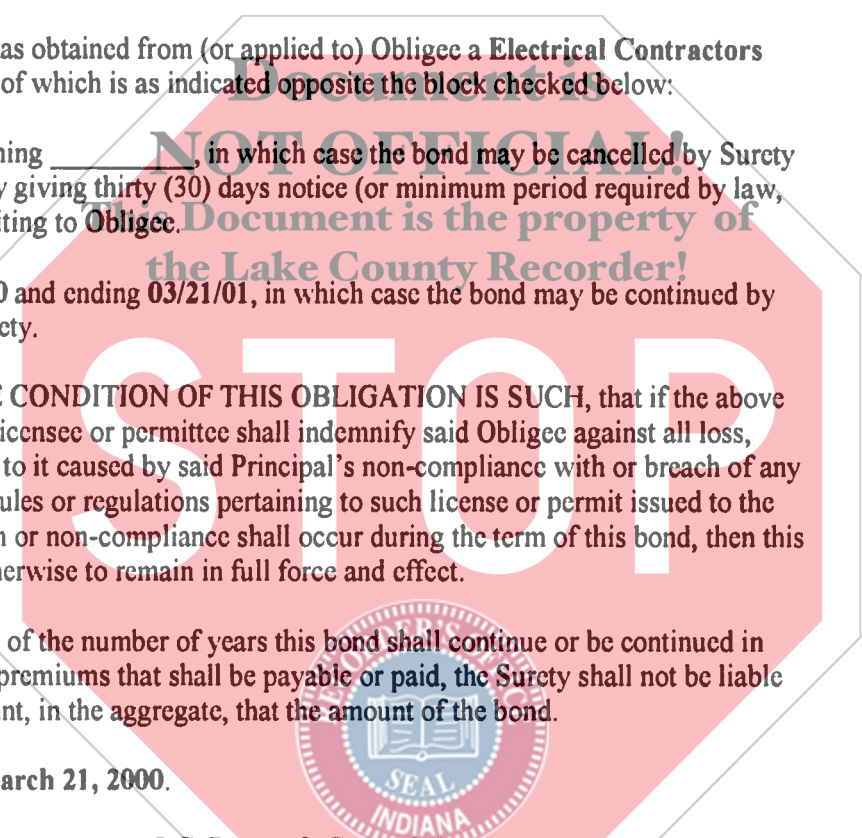 as obtained from (or applied to) Obligee a Electrical Contractors
Document is
of which is as indicated opposite the block checked below:
NOT OFFICIAL!
ning ________, in which case the bond may be cancelled by Surety
y giving thirty (30) days notice (or minimum period required by law,
This Document is the property of
iting to Obligee.
the Lake County Recorder!
0 and ending 03/21/01, in which case the bond may be continued by
ety.
STOP
E CONDITION OF THIS OBLIGATION IS SUCH, that if the above
icensee or permittee shall indemnify said Obligee against all loss,
to it caused by said Principal's non-compliance with or breach of any
ules or regulations pertaining to such license or permit issued to the
n or non-compliance shall occur during the term of this bond, then this
herwise to remain in full force and effect.
of the number of years this bond shall continue or be continued in
premiums that shall be payable or paid, the Surety shall not be liable
nt, in the aggregate, that the amount of the bond.
RECORDER'S OFFICE
SEAL
INDIANA
arch 21, 2000.